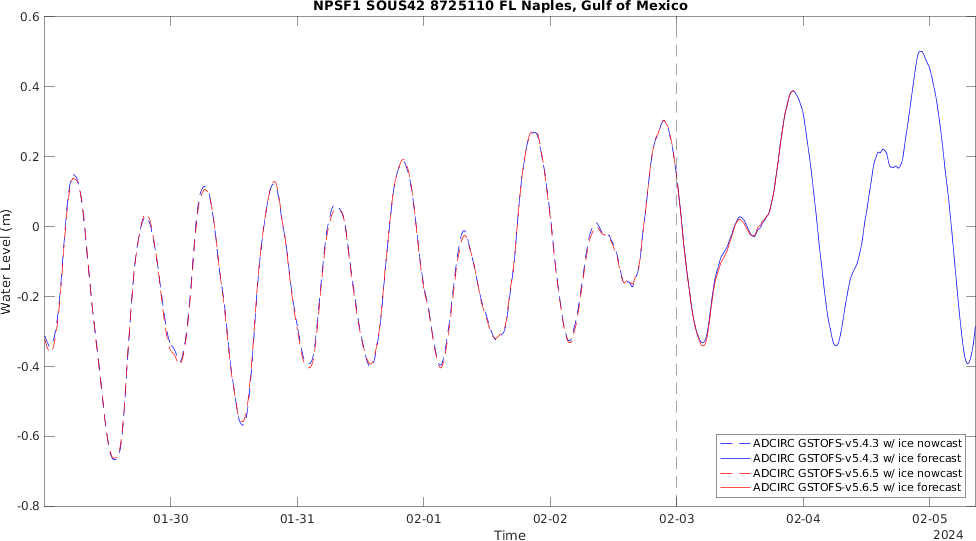 NPSF1 SOUS42 8725110 FL Naples, Gulf of Mexico
0.6
0.4
0.2
0
-0.2
-0.4
-0.6
-0.8
Water Level (m)
ADCIRC GSTOFS-v5.4.3 w/ ice nowcast
ADCIRC GSTOFS-v5.4.3 w/ ice forecast
ADCIRC GSTOFS-v5.6.5 w/ ice nowcast
ADCIRC GSTOFS-v5.6.5 w/ ice forecast
01-30 01-31 02-01 02-02 02-03 02-04 02-05
Time
2024